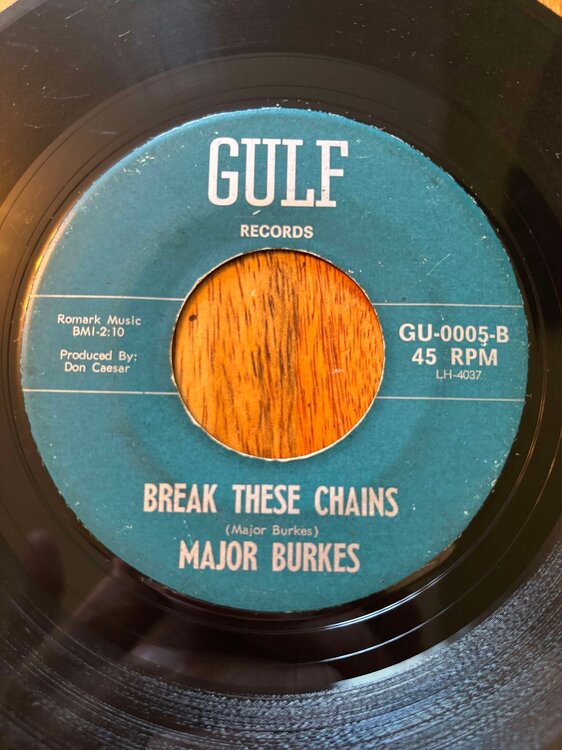 GULF
RECORDS
Romark Music
BMI-2:10
Produced By:
Don Caesar
GU-0005-B
45 RPM
LH-4037
BREAK THESE CHAINS
(Major Burkes)
MAJOR BURKES